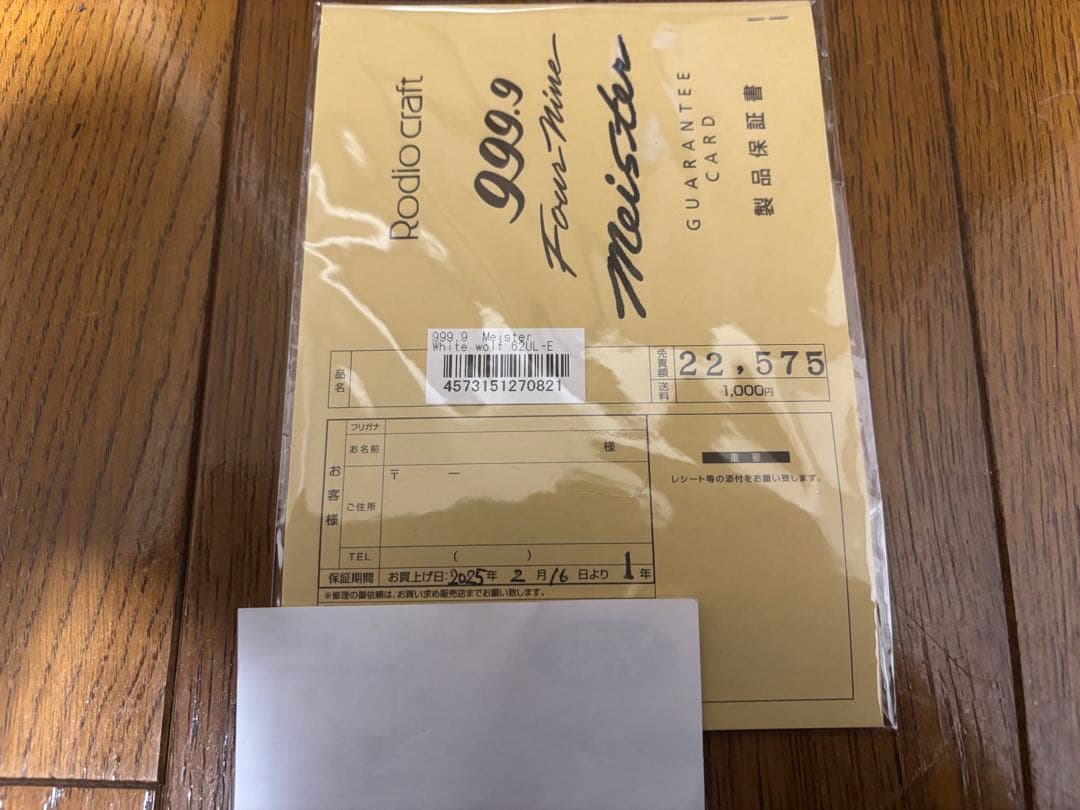 Rodio craft
999.9
Four Nine
Meister
GUARANTEE
CARD
製品保証書
999.9 Meister
White wolf 62UL-E
4573151270821
品名
免責額
22,575
送料
1,000円
お客様
フリガナ
お名前
様
ご住所
〒 ー
TEL
( )
保証期間
お買上げ日:2025年 2 月 16 日より 1 年
※修理の御依頼は、お買い求め販売店までお願い致します。
重要
レシート等の添付をお願い致します。